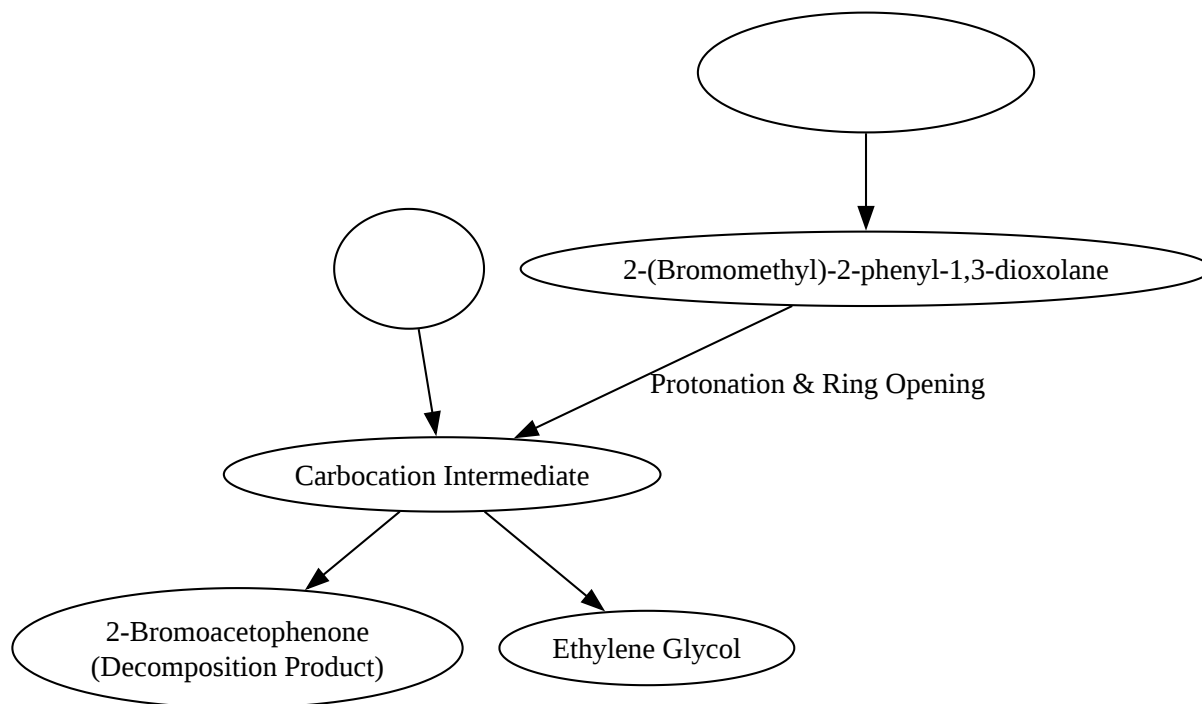 2-(Bromomethyl)-2-phenyl-1,3-dioxolane
Protonation & Ring Opening
Carbocation Intermediate
2-Bromoacetophenone
(Decomposition Product)
Ethylene Glycol